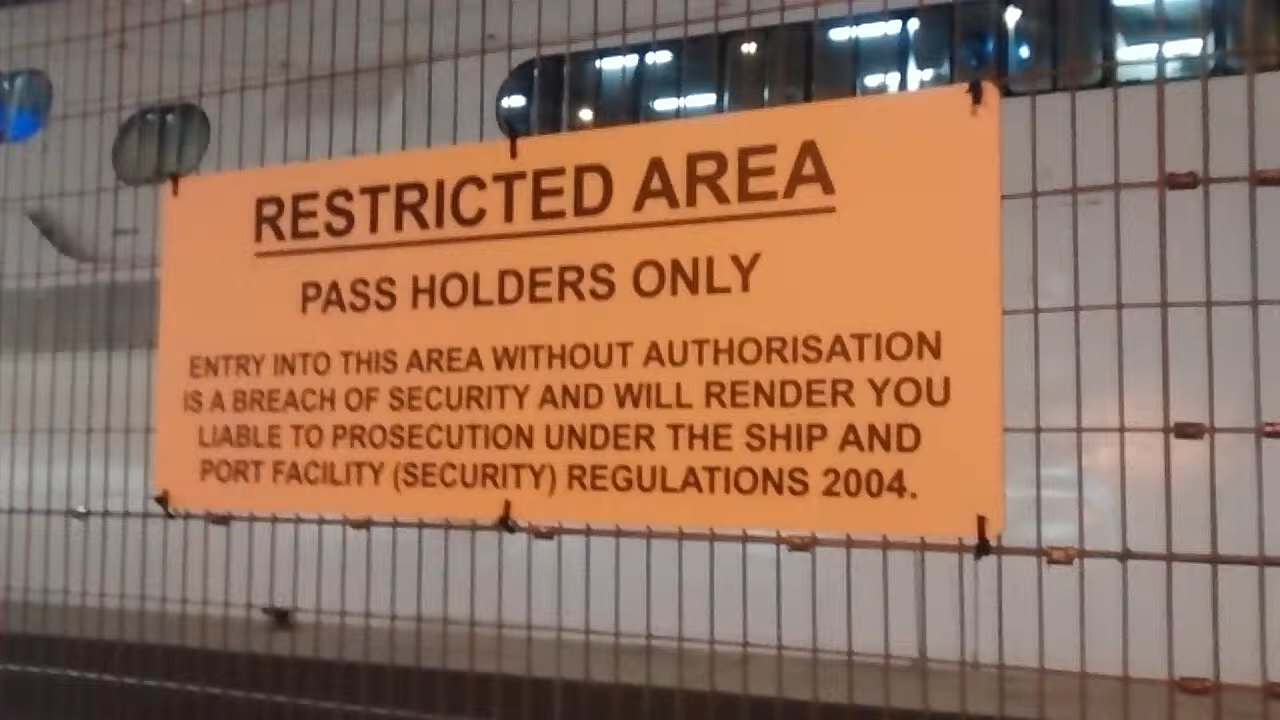 RESTRICTED AREA
PASS HOLDERS ONLY
ENTRY INTO THIS AREA WITHOUT AUTHORISATION
IS A BREACH OF SECURITY AND WILL RENDER YOU
LIABLE TO PROSECUTION UNDER THE SHIP AND
PORT FACILITY (SECURITY) REGULATIONS 2004.